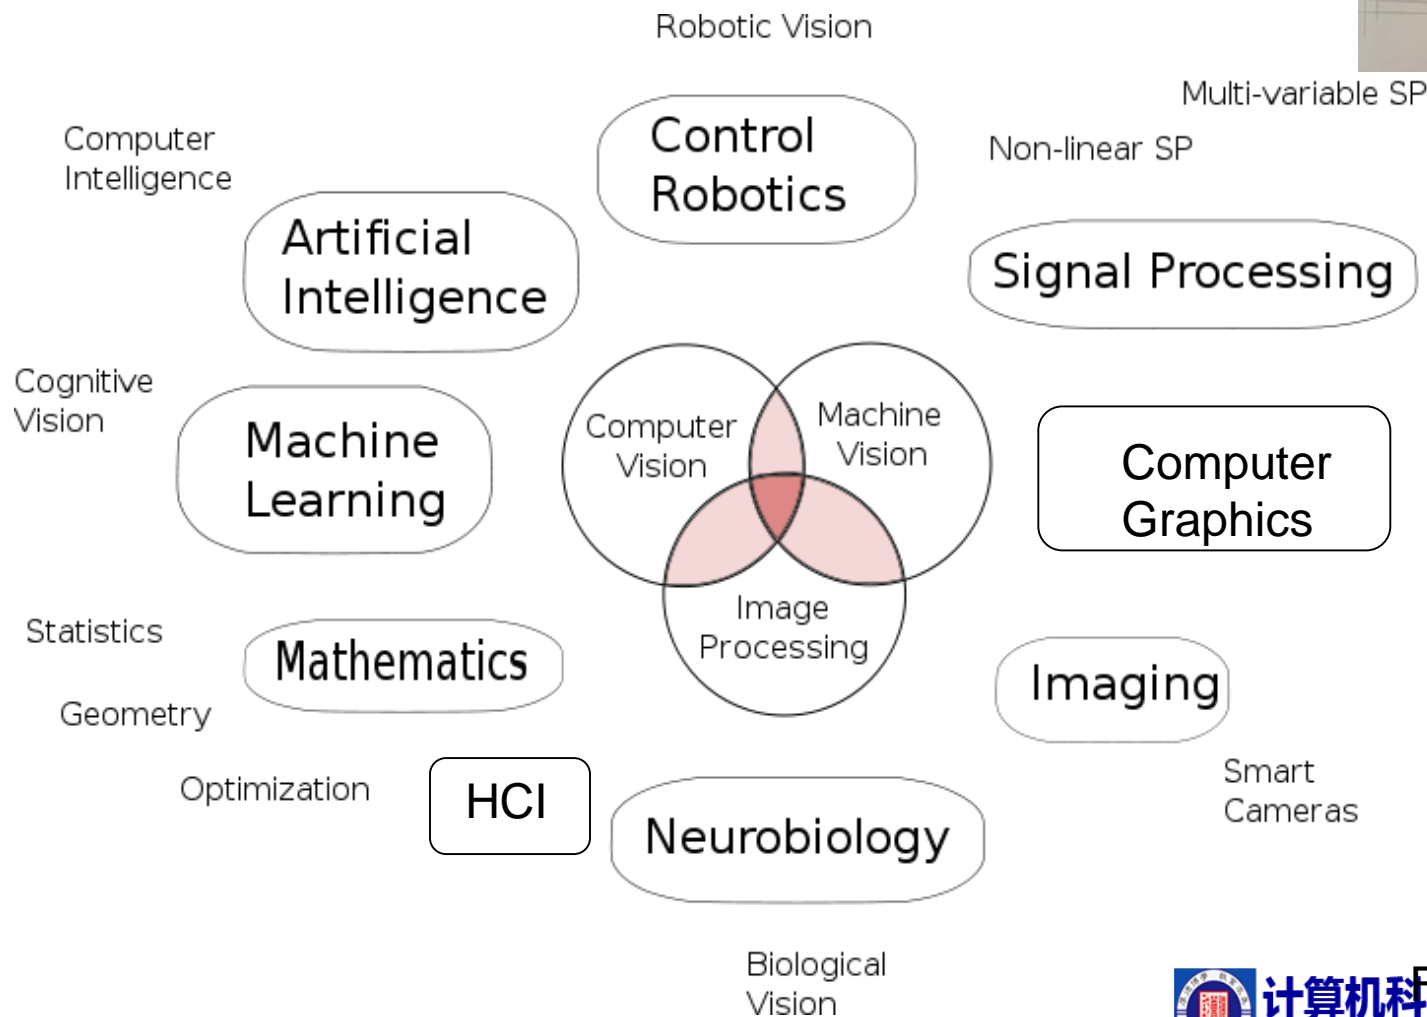 Robotic Vision
Multi-variable SP
Computer
Intelligence
Control
Robotics
Non-linear SP
Artificial
Intelligence
Signal Processing
Cognitive
Vision
Machine
Learning
Computer
Vision
Machine
Vision
Computer
Graphics
Statistics
Mathematics
Image
Processing
Imaging
Geometry
Optimization
HCI
Neurobiology
Smart
Cameras
Biological
Vision
计算机科